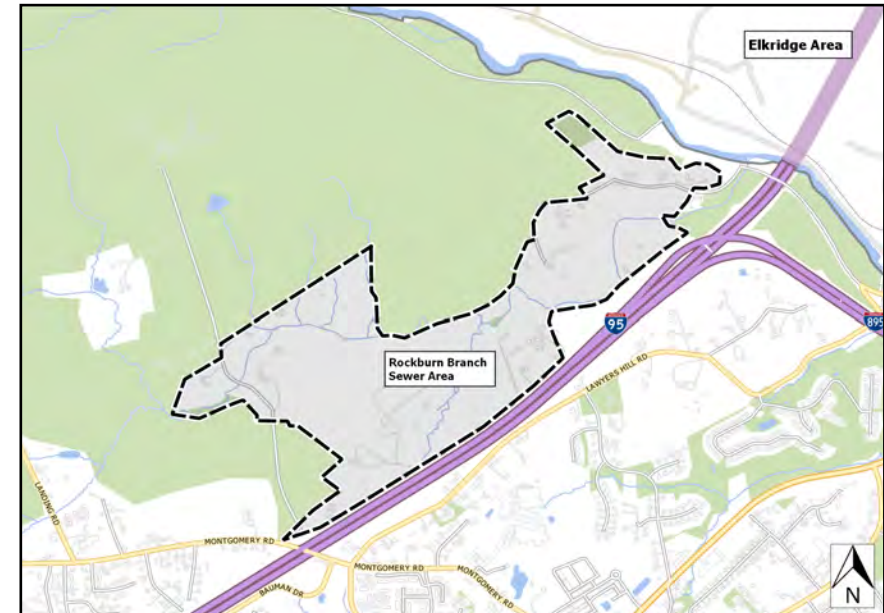 Elkridge Area
95
895
Rockburn Branch
Sewer Area
LAWYERS HILL RD
LANDING RD
MONTGOMERY RD
MONTGOMERY RD
MONTGOMERY RD
BAUMAN DR
N